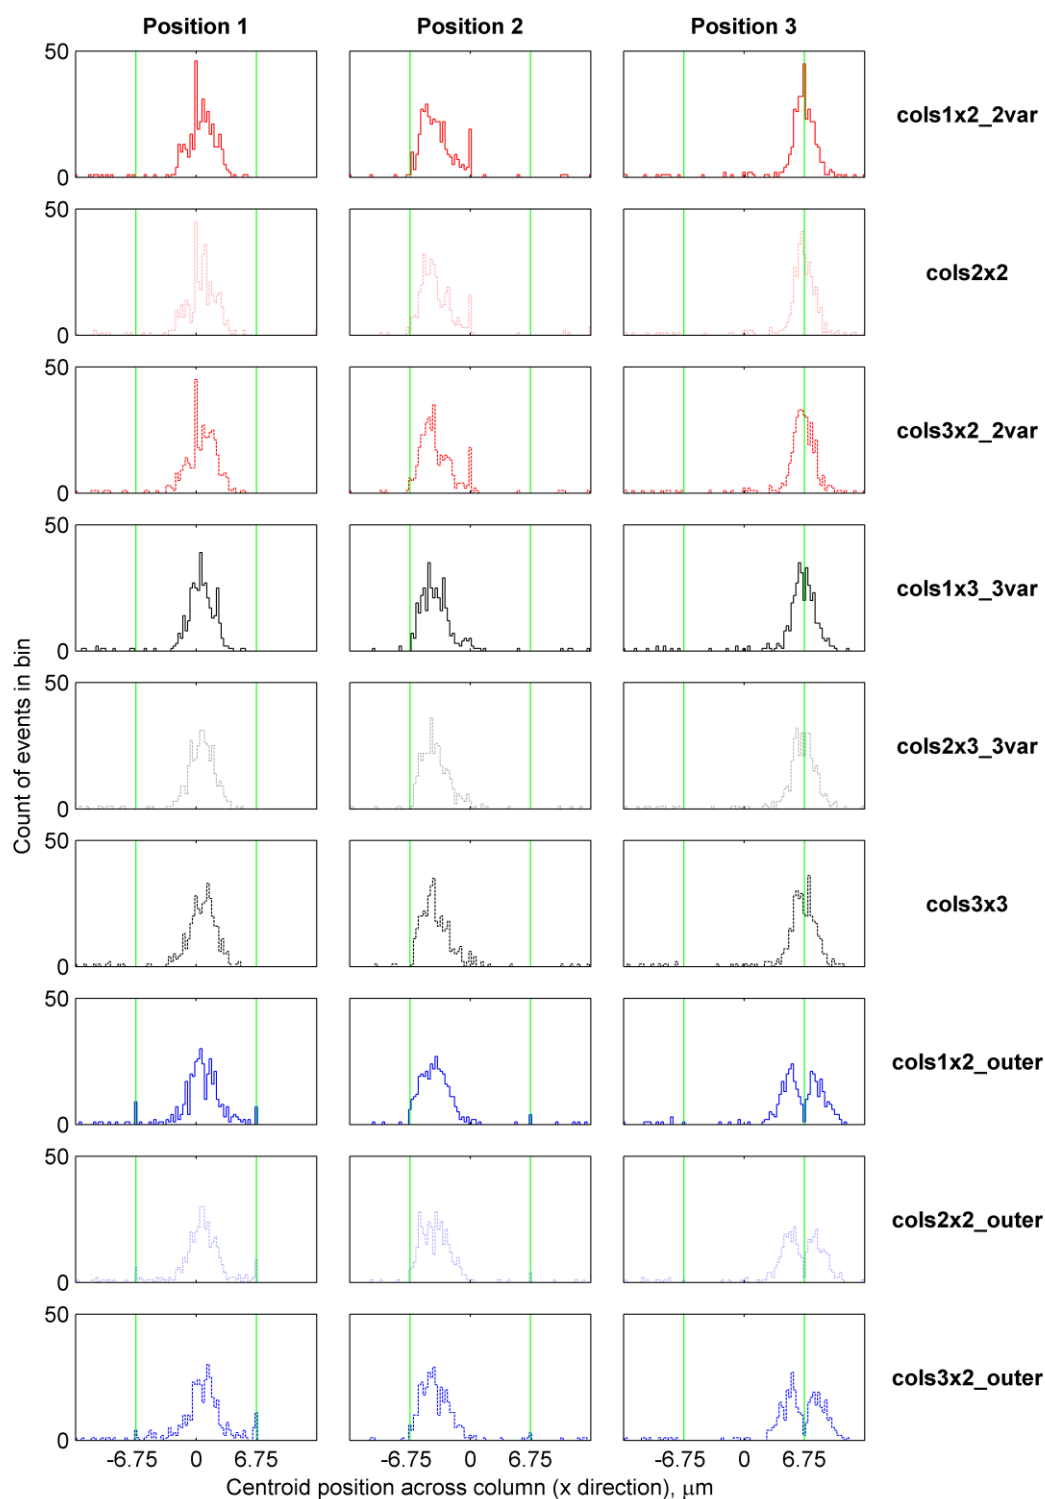 Position 1 Position 2 Position 3
50
0
cols1x2_2var
50
0
cols2x2
50
0
cols3x2_2var
50
0
cols1x3_3var
Count of events in bin
50
0
cols2x3_3var
50
0
cols3x3
50
0
cols1x2_outer
50
0
cols2x2_outer
50
0
cols3x2_outer
-6.75 0 6.75 -6.75 0 6.75 -6.75 0 6.75
Centroid position across column (x direction), μm